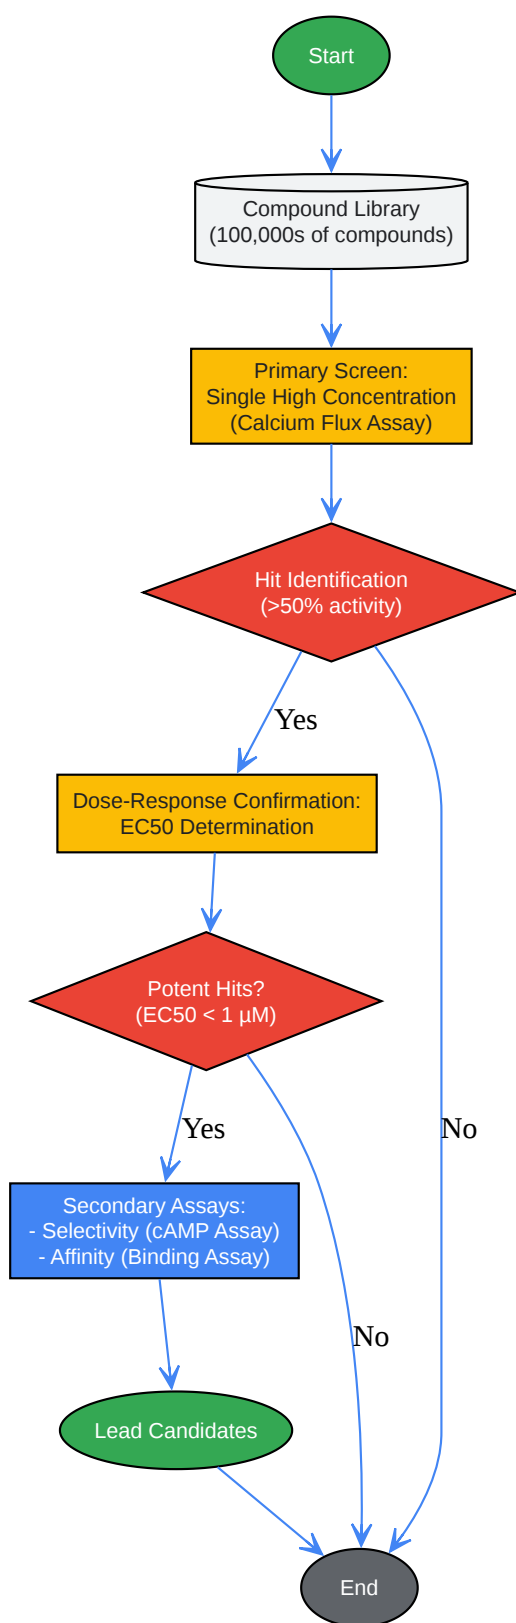 Start
Compound Library
(100,000s of compounds)
Primary Screen:
Single High Concentration
(Calcium Flux Assay)
Hit Identification
(>50% activity)
Yes
Dose-Response Confirmation:
EC50 Determination
Potent Hits?
(EC50 < 1 µM)
Yes
No
Secondary Assays:
- Selectivity (cAMP Assay)
- Affinity (Binding Assay)
No
Lead Candidates
End